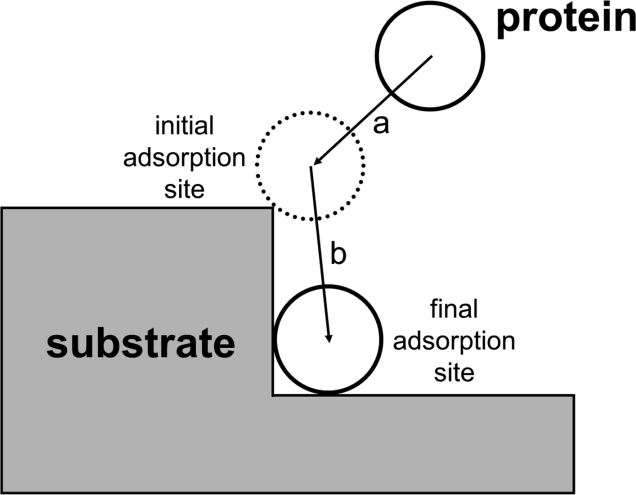 protein
a
initial
adsorption
site
b
final
adsorption
site
substrate